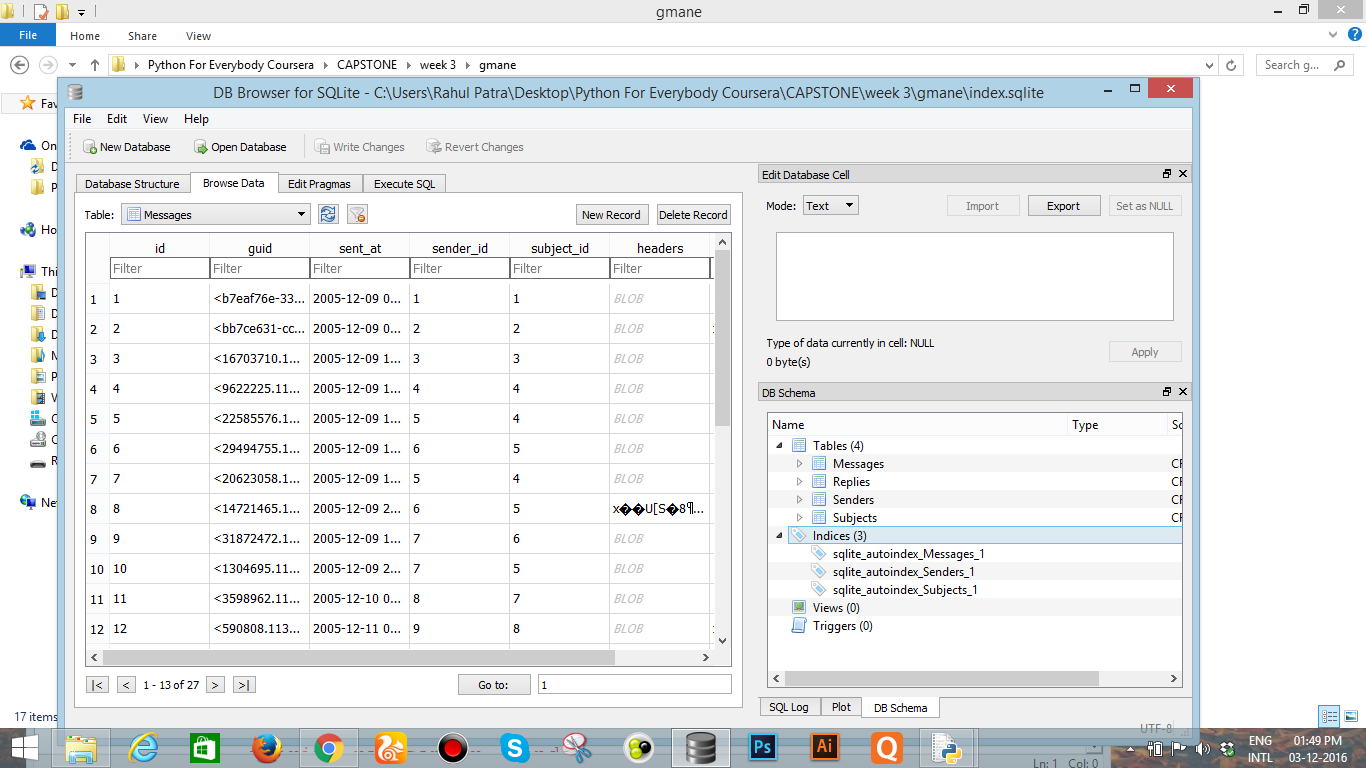 gmane
File Home Share View
Python For Everybody Coursera CAPSTONE week 3 gmane
Search g...
Fav
DB Browser for SQLite - C:\Users\Rahul Patra\Desktop\Python For Everybody Coursera\CAPSTONE\week 3\gmane\index.sqlite
File Edit View Help
On
New Database Open Database Write Changes Revert Changes
D
P
Database Structure Browse Data Edit Pragmas Execute SQL
Edit Database Cell
Table: Messages New Record Delete Record
Mode: Text Import Export Set as NULL
Ho
id guid sent_at sender_id subject_id headers
Filter Filter Filter Filter Filter Filter
Thi
1 1 <b7eaf76e-33... 2005-12-09 0... 1 1 BLOB
2 2 <bb7ce631-cc... 2005-12-09 0... 2 2 BLOB
3 3 <16703710.1... 2005-12-09 1... 3 3 BLOB
4 4 <9622225.11... 2005-12-09 1... 4 4 BLOB
5 5 <22585576.1... 2005-12-09 1... 5 4 BLOB
6 6 <29494755.1... 2005-12-09 1... 6 5 BLOB
7 7 <20623058.1... 2005-12-09 1... 5 4 BLOB
8 8 <14721465.1... 2005-12-09 2... 6 5 x��U[S�8¶...
9 9 <31872472.1... 2005-12-09 1... 7 6 BLOB
10 10 <1304695.11... 2005-12-09 2... 7 5 BLOB
11 11 <3598962.11... 2005-12-10 0... 8 7 BLOB
12 12 <590808.113... 2005-12-11 0... 9 8 BLOB
|< < 1 - 13 of 27 > >| Go to: 1
Type of data currently in cell: NULL
0 byte(s)
Apply
DB Schema
Name Type Sc
Tables (4)
Messages CF
Replies CF
Senders CF
Subjects CF
Indices (3)
sqlite_autoindex_Messages_1
sqlite_autoindex_Senders_1
sqlite_autoindex_Subjects_1
Views (0)
Triggers (0)
SQL Log Plot DB Schema
Net
17 items
UTF-8
Ln: 1 Col: 0
Ps Ai Q
ENG 01:49 PM
INTL 03-12-2016